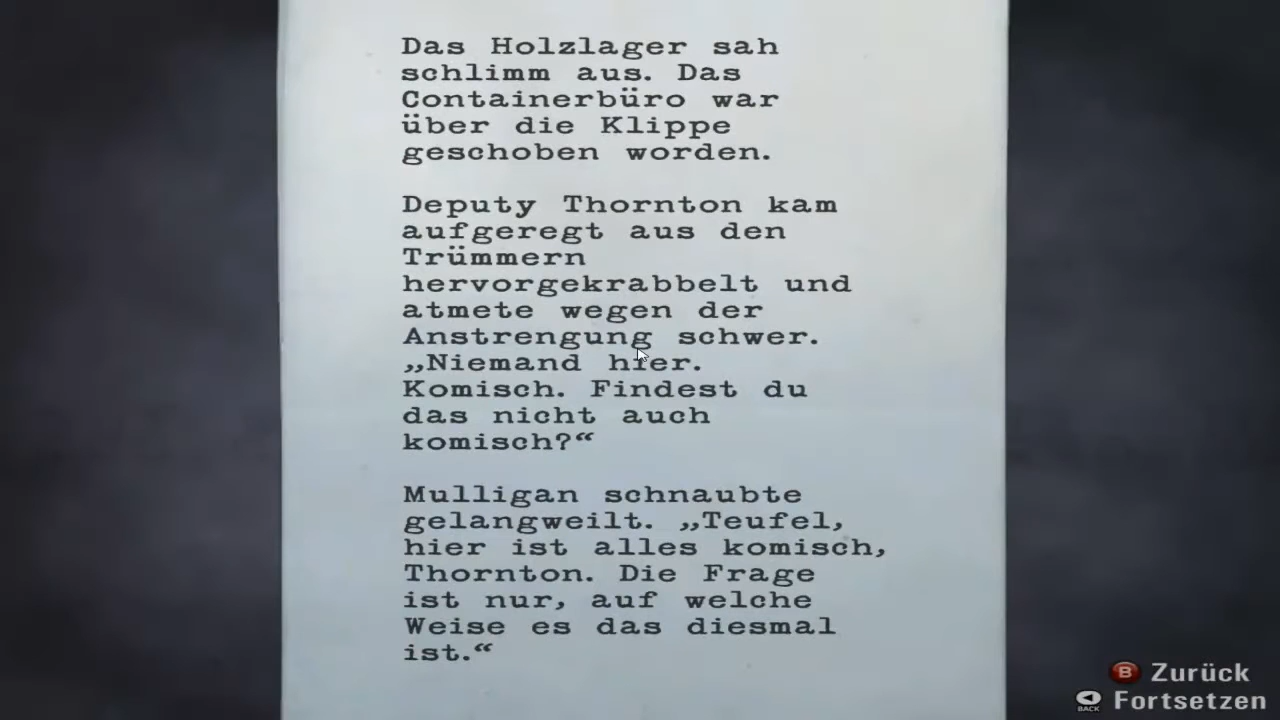 Das Holzlager sah
schlimm aus. Das
Containerbüro war
über die Klippe
geschoben worden.
Deputy Thornton kam
aufgeregt aus den
Trümmern
hervorgekrabbelt und
atmete wegen der
Anstrengung schwer.
„Niemand hier.
Komisch. Findest du
das nicht auch
komisch?“
Mulligan schnaubte
gelangweilt. „Teufel,
hier ist alles komisch,
Thornton. Die Frage
ist nur, auf welche
Weise es das diesmal
ist.“
B Zurück
BACK Fortsetzen